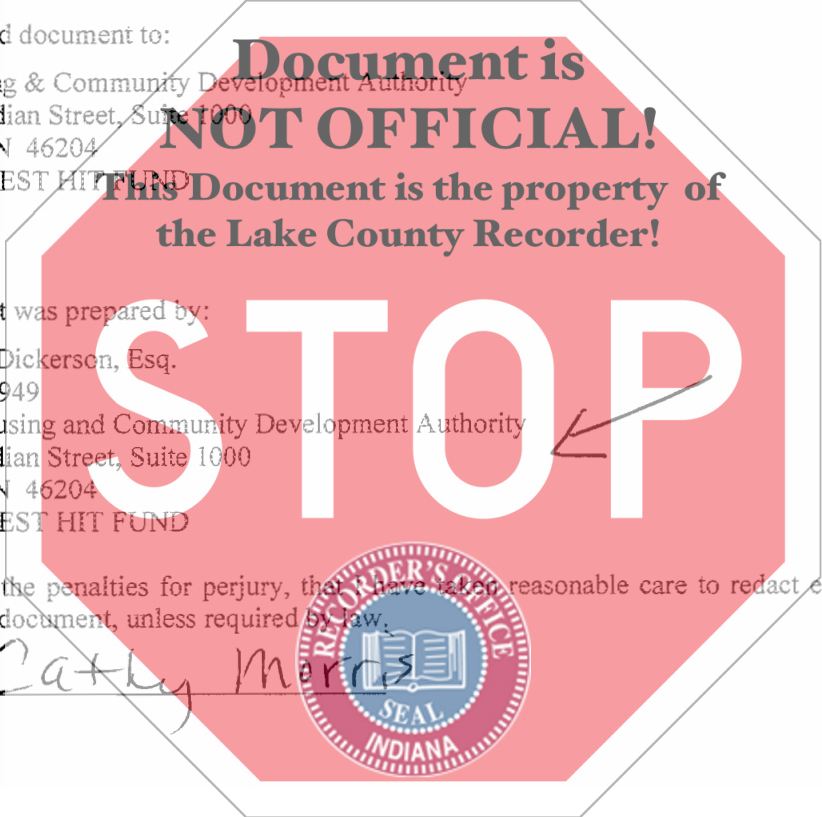 d document to:
Document is
g & Community Development Authority
dian Street, Suite 1000
NOT OFFICIAL!
N 46204
EST HIT FUND
This Document is the property of
the Lake County Recorder!
t was prepared by:
Dickerson, Esq.
949
using and Community Development Authority
dian Street, Suite 1000
N 46204
EST HIT FUND
STOP
the penalties for perjury, that I have taken reasonable care to redact e
document, unless required by law.
Cathy Morris
RECORDER'S OFFICE
SEAL
INDIANA